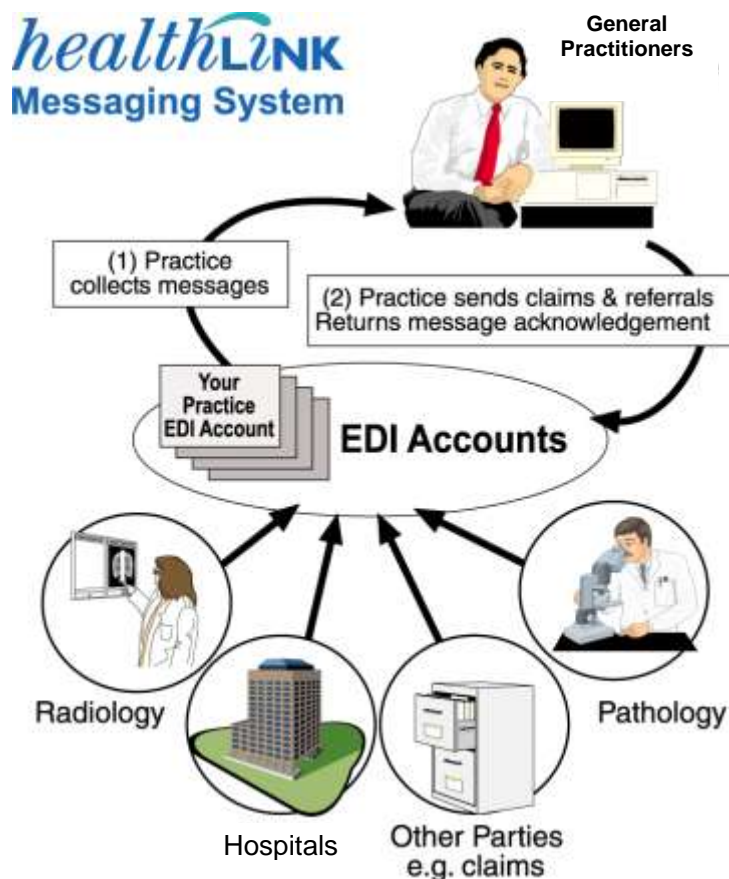 healthLINK
Messaging System
General
Practitioners
(1) Practice
collects messages
(2) Practice sends claims & referrals
Returns message acknowledgement
Your
Practice
EDI Account
EDI Accounts
Radiology
Hospitals
Other Parties
e.g. claims
Pathology